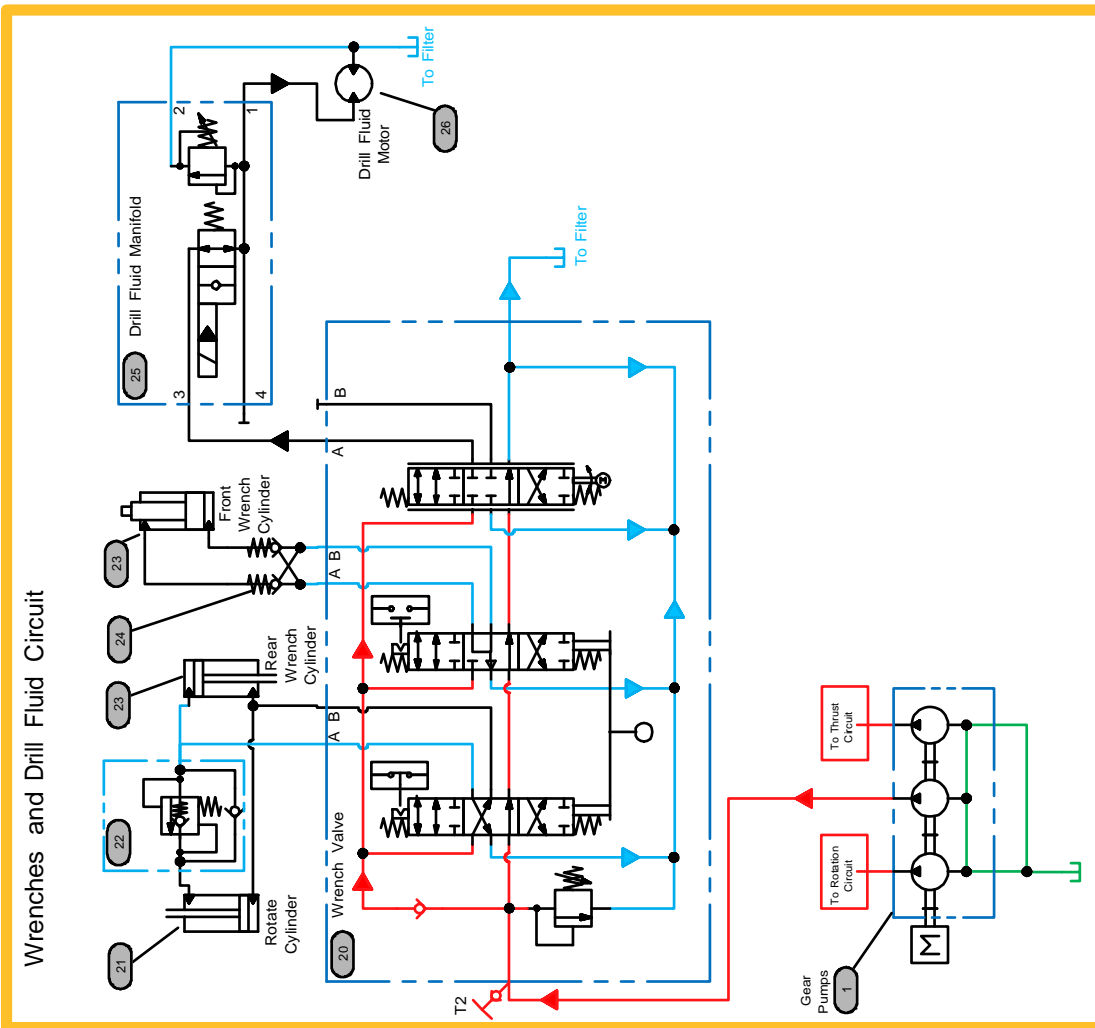 Wrenches and Drill Fluid Circuit
21
Rotate
Cylinder
22
23
Rear
Wrench
Cylinder
24
23
Front
Wrench
Cylinder
25
Drill Fluid Manifold
3
4
2
1
Drill Fluid
Motor
26
To Filter
20
Wrench Valve
A
B
A
B
A
B
To Filter
T2
Gear
Pumps
1
M
To Rotation
Circuit
To Thrust
Circuit
M